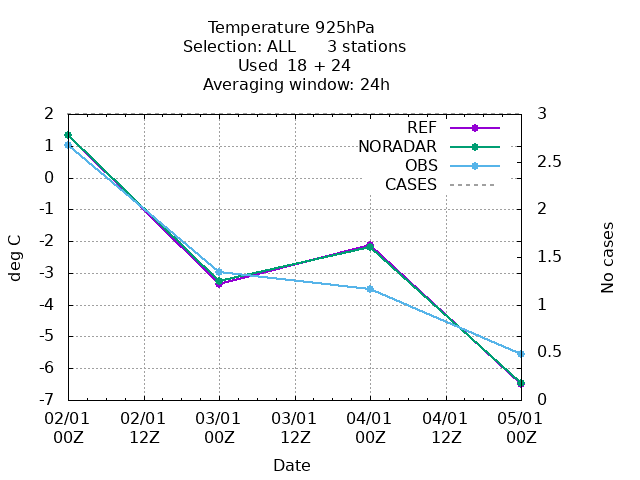 Temperature 925hPa
Selection: ALL 3 stations
Used 18 + 24
Averaging window: 24h
REF
NORADAR
OBS
CASES
2
1
0
-1
-2
-3
-4
-5
-6
-7
deg C
3
2.5
2
1.5
1
0.5
0
No cases
02/01 02/01 03/01 03/01 04/01 04/01 05/01
00Z 12Z 00Z 12Z 00Z 12Z 00Z
Date